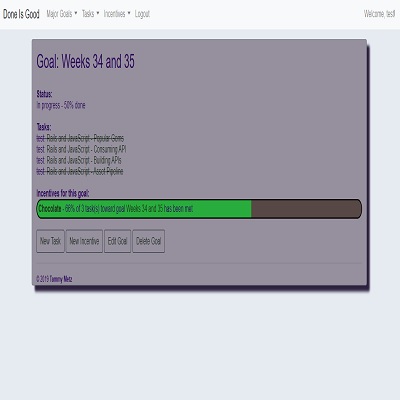 Done Is Good Major Goals Tasks Incentives Logout Welcome, test!
Goal: Weeks 34 and 35
Status:
In progress - 50% done
Tasks:
test: Rails and JavaScript - Popular Gems
test: Rails and JavaScript - Consuming API
test: Rails and JavaScript - Building APIs
test: Rails and JavaScript - Asset Pipeline
Incentives for this goal:
Chocolate - 66% of 3 task(s) toward goal Weeks 34 and 35 has been met
New Task New Incentive Edit Goal Delete Goal
© 2019 Tammy Metz